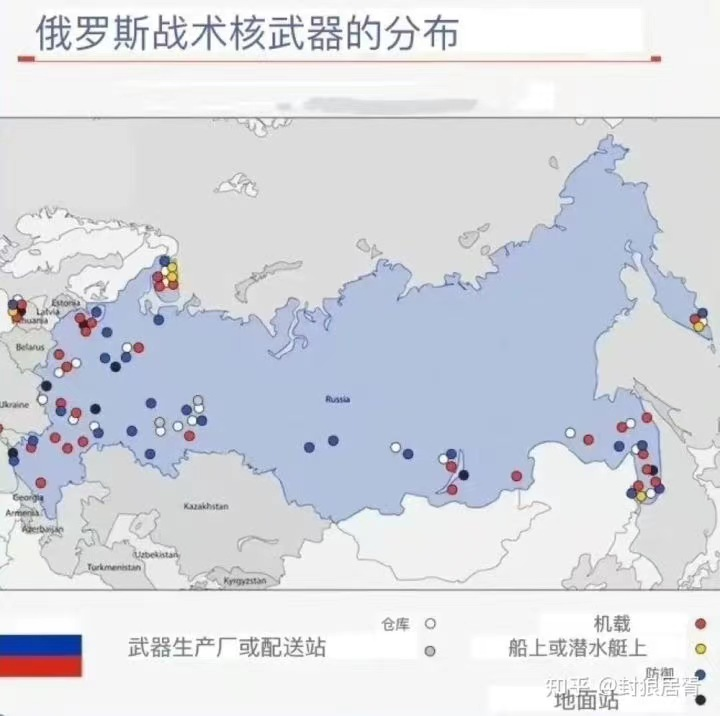 俄罗斯战术核武器的分布
Estonia
Latvia
Lithuania
Belarus
Ukraine
Russia
Georgia
Armenia
Azerbaijan
Kazakhstan
Uzbekistan
Turkmenistan
Kyrgyzstan
仓库
机载
武器生产厂或配送站
船上或潜水艇上
防御
知乎 @封狼居胥
地面站